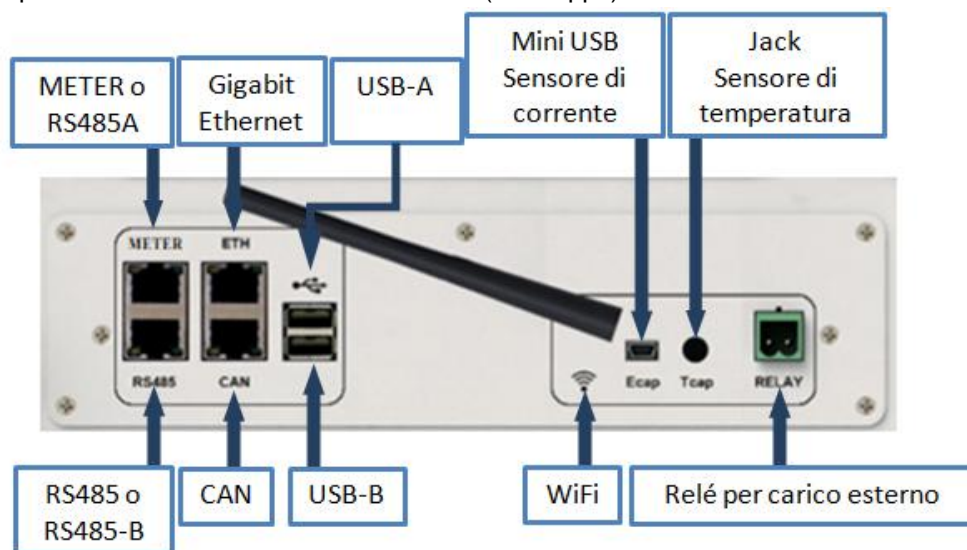 METER o
RS485A
Gigabit
Ethernet
USB-A
Mini USB
Sensore di
corrente
Jack
Sensore di
temperatura
METER
ETH
RS485
CAN
Ecap
Tcap
RELAY
RS485 o
RS485-B
CAN
USB-B
WiFi
Relé per carico esterno